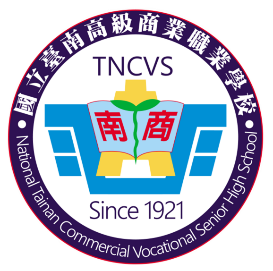 國立臺南高級商業職業學校
TNCVS
南商
Since 1921
National Tainan Commercial Vocational Senior High School